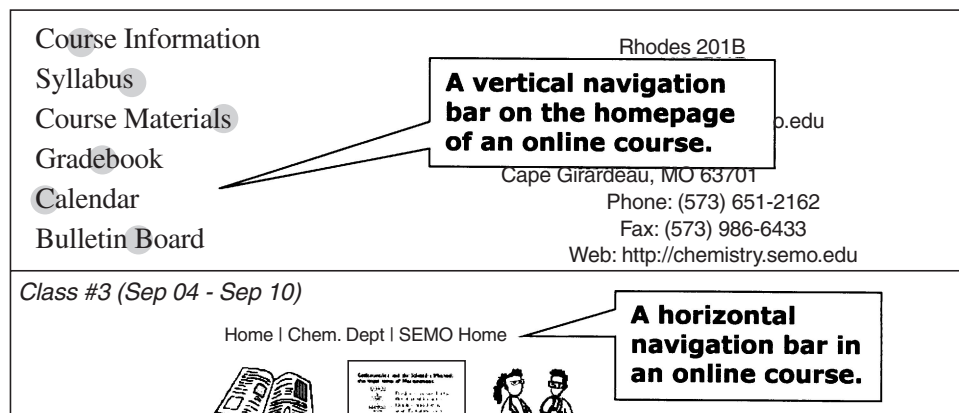 Course Information
Syllabus
Course Materials
Gradebook
Calendar
Bulletin Board
Rhodes 201B
A vertical navigation
bar on the homepage
of an online course.
o.edu
Cape Girardeau, MO 63701
Phone: (573) 651-2162
Fax: (573) 986-6433
Web: http://chemistry.semo.edu
Class #3 (Sep 04 - Sep 10)
Home | Chem. Dept | SEMO Home
A horizontal
navigation bar in
an online course.